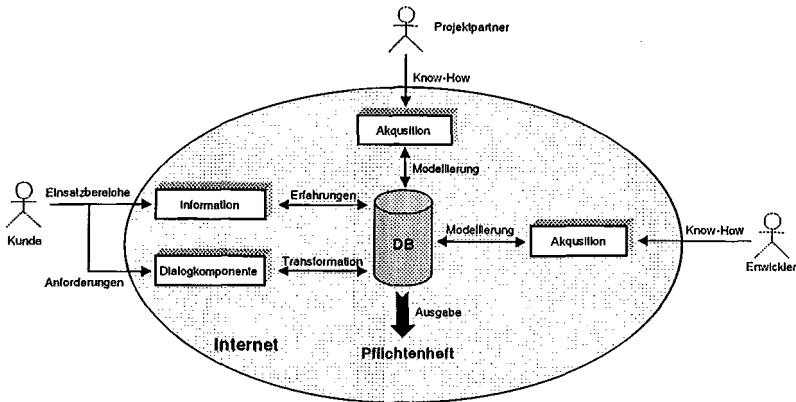 Projektpartner
Know-How
Akqusition
Modellierung
Einsatzbereiche
Information
Erfahrungen
Kunde
DB
Modellierung
Akqusition
Know-How
Enwickler
Anforderungen
Dialogkomponente
Transformation
Ausgabe
Internet
Pflichtenheft